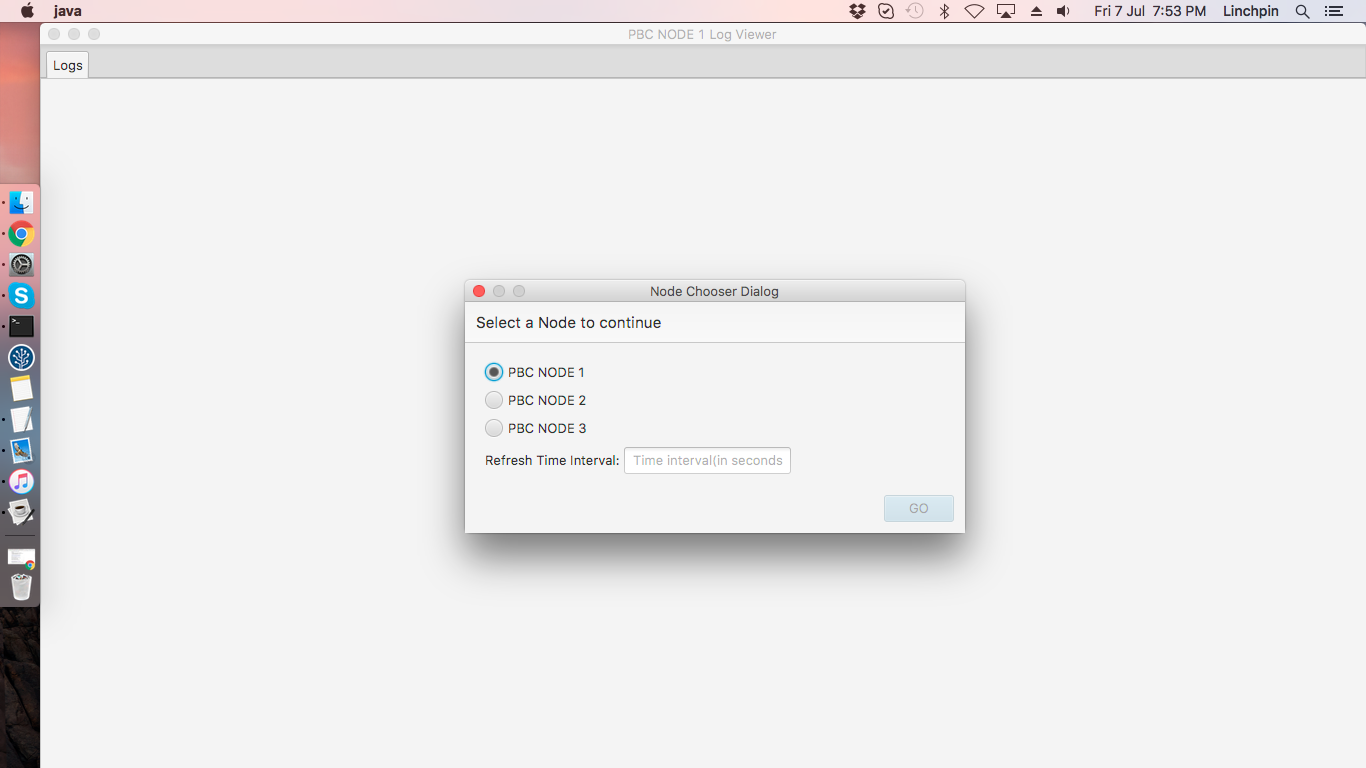 java
Fri 7 Jul 7:53 PM Linchpin
PBC NODE 1 Log Viewer
Logs
Node Chooser Dialog
Select a Node to continue
PBC NODE 1
PBC NODE 2
PBC NODE 3
Refresh Time Interval: Time interval(in seconds
GO